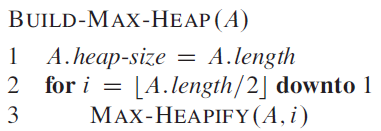 BUILD-MAX-HEAP(A)
1 A.heap-size = A.length
2 for i = ⌊A.length/2⌋ downto 1
3 MAX-HEAPIFY(A, i)